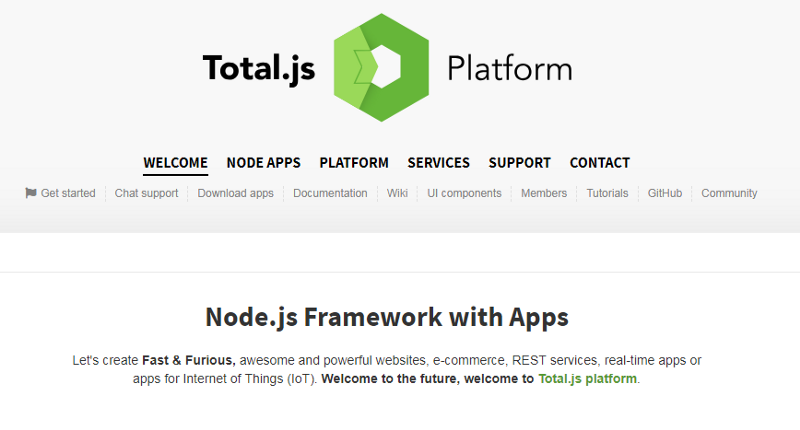 Total.js Platform
WELCOME NODE APPS PLATFORM SERVICES SUPPORT CONTACT
Get started Chat support Download apps Documentation Wiki UI components Members Tutorials GitHub Community
Node.js Framework with Apps
Let's create Fast & Furious, awesome and powerful websites, e-commerce, REST services, real-time apps or
apps for Internet of Things (IoT). Welcome to the future, welcome to Total.js platform.